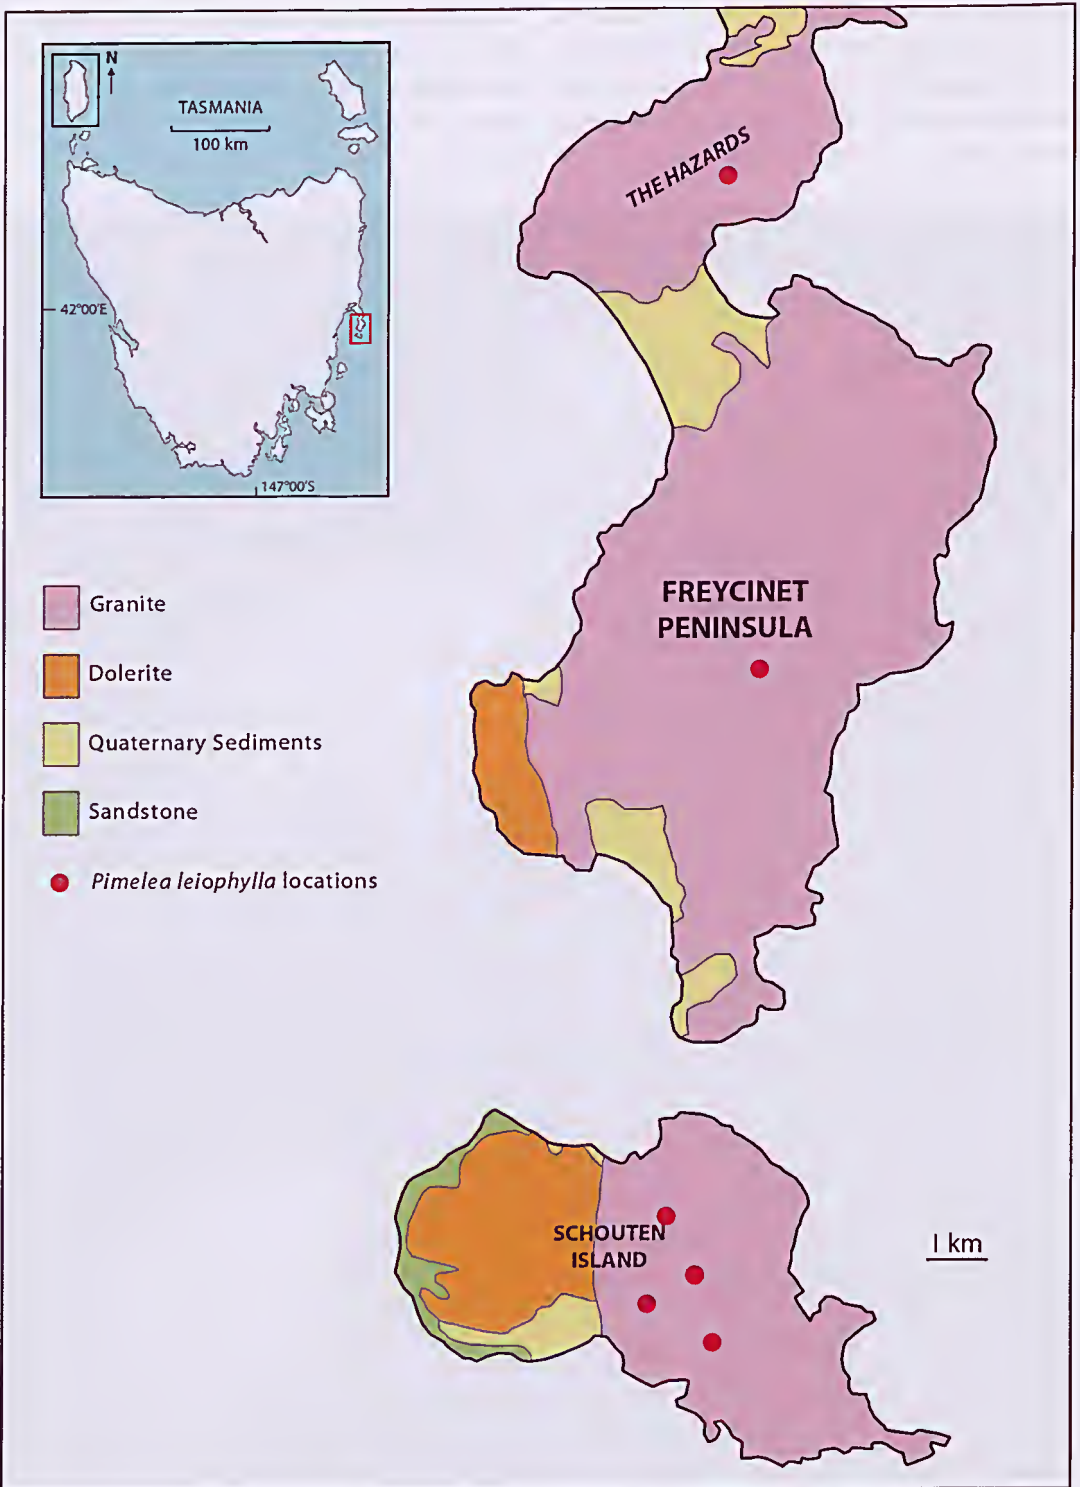 N
TASMANIA
100 km
42°00'E
147°00'S
THE HAZARDS
Granite
Dolerite
Quaternary Sediments
Sandstone
Pimelea leiophylla locations
FREYCINET
PENINSULA
SCHOUTEN
ISLAND
1 km